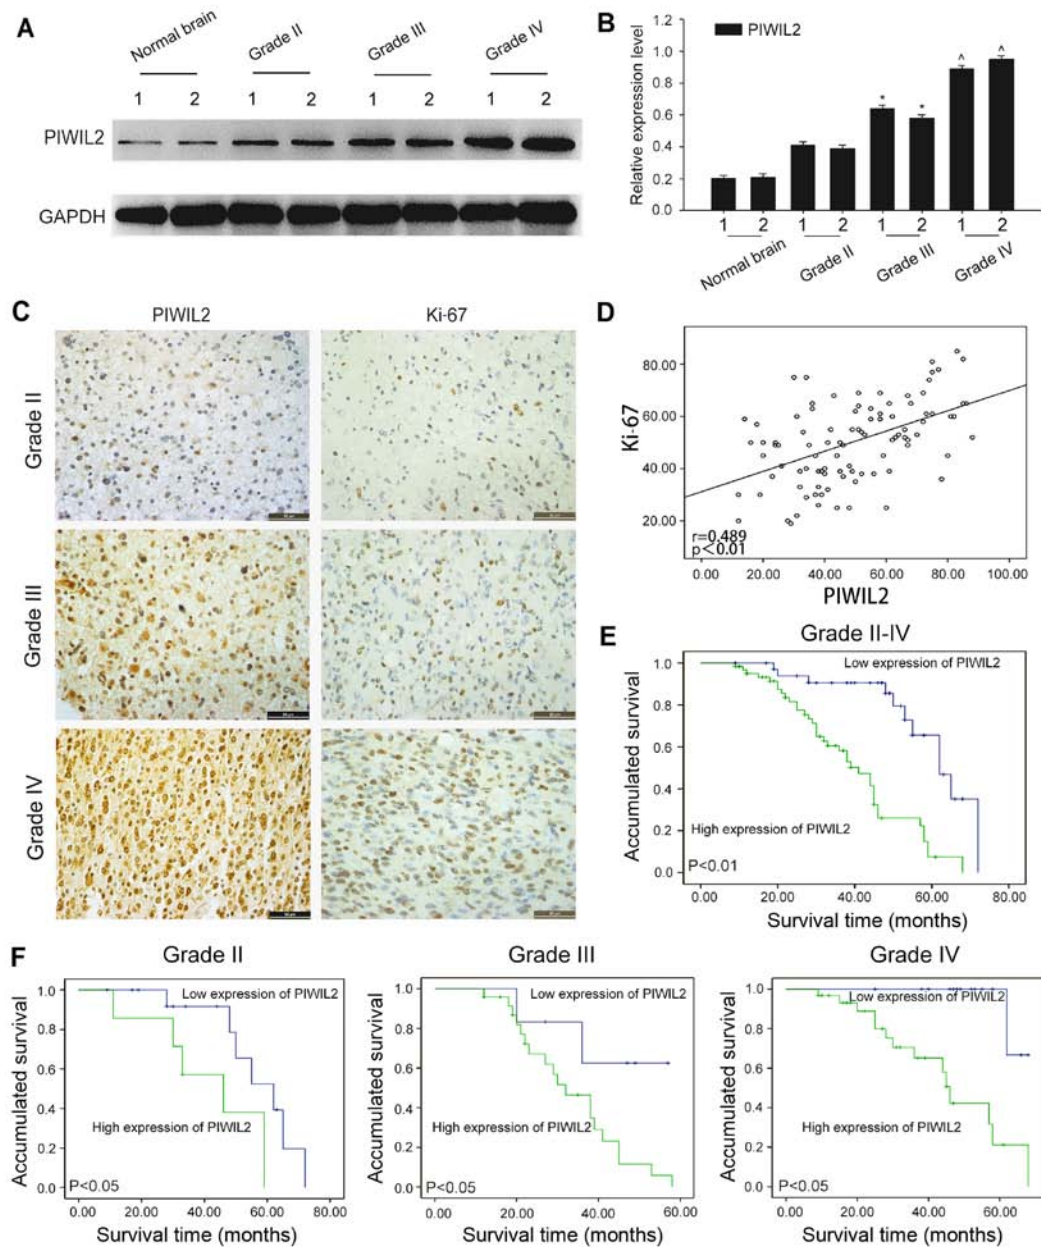 A
Normal brain
Grade II
Grade III
Grade IV
1 2 1 2 1 2 1 2
PIWIL2
GAPDH
B
PIWIL2
Relative expression level
1.2
1.0
0.8
0.6
0.4
0.2
0.0
* * ^ ^
1 2 1 2 1 2 1 2
Normal brain
Grade II
Grade III
Grade IV
C
PIWIL2 Ki-67
Grade II
Grade III
Grade IV
D
Ki-67
80.00
60.00
40.00
20.00
r=0.489
p<0.01
0.00 20.00 40.00 60.00 80.00 100.00
PIWIL2
E
Grade II-IV
Accumulated survival
1.0
0.8
0.6
0.4
0.2
0.0
Low expression of PIWIL2
High expression of PIWIL2
P<0.01
0.00 20.00 40.00 60.00 80.00
Survival time (months)
F
Grade II
Accumulated survival
1.0
0.8
0.6
0.4
0.2
0.0
Low expression of PIWIL2
High expression of PIWIL2
P<0.05
0.00 20.00 40.00 60.00 80.00
Survival time (months)
Grade III
Accumulated survival
1.0
0.8
0.6
0.4
0.2
0.0
Low expression of PIWIL2
High expression of PIWIL2
P<0.05
0.00 20.00 40.00 60.00
Survival time (months)
Grade IV
Accumulated survival
1.0
0.8
0.6
0.4
0.2
0.0
Low expression of PIWIL2
High expression of PIWIL2
P<0.05
0.00 20.00 40.00 60.00
Survival time (months)